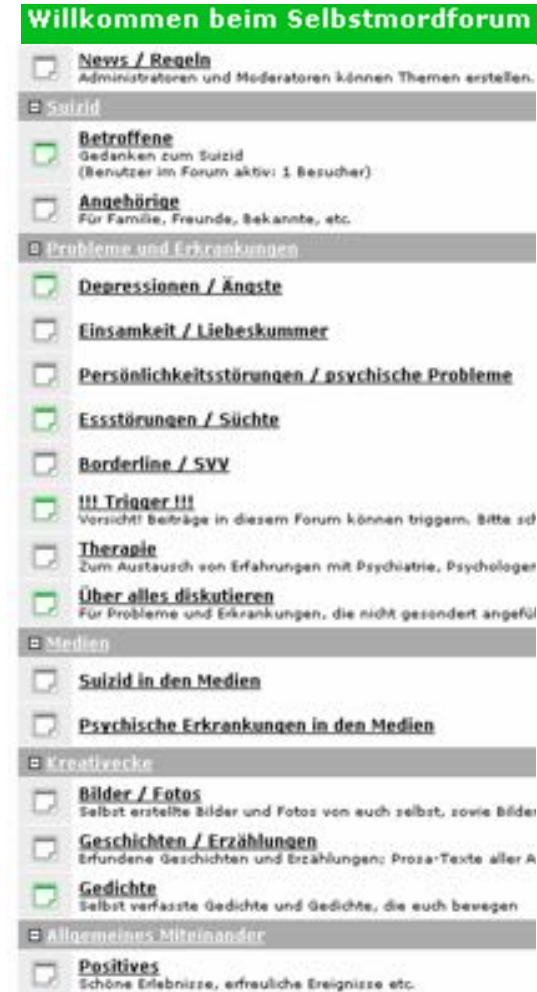 Willkommen beim Selbstmordforum
News / Regeln
Administratoren und Moderatoren können Themen erstellen.
Suizid
Betroffene
Gedanken zum Suizid
(Benutzer im Forum aktiv: 1 Besucher)
Angehörige
Für Familie, Freunde, Bekannte, etc.
Probleme und Erkrankungen
Depressionen / Ängste
Einsamkeit / Liebeskummer
Persönlichkeitsstörungen / psychische Probleme
Essstörungen / Süchte
Borderline / SVV
!!! Trigger !!!
Vorsicht! Beiträge in diesem Forum können triggern. Bitte sch
Therapie
Zum Austausch von Erfahrungen mit Psychiatrie, Psychologen
Über alles diskutieren
Für Probleme und Erkrankungen, die nicht gesondert angefül
Medien
Suizid in den Medien
Psychische Erkrankungen in den Medien
Kreativecke
Bilder / Fotos
Selbst erstellte Bilder und Fotos von euch selbst, sowie Bilder
Geschichten / Erzählungen
Erfundene Geschichten und Erzählungen; Prosa-Texte aller A
Gedichte
Selbst verfasste Gedichte und Gedichte, die euch bewegen
Allgemeines Miteinander
Positives
Schöne Erlebnisse, erfreuliche Ereignisse etc.